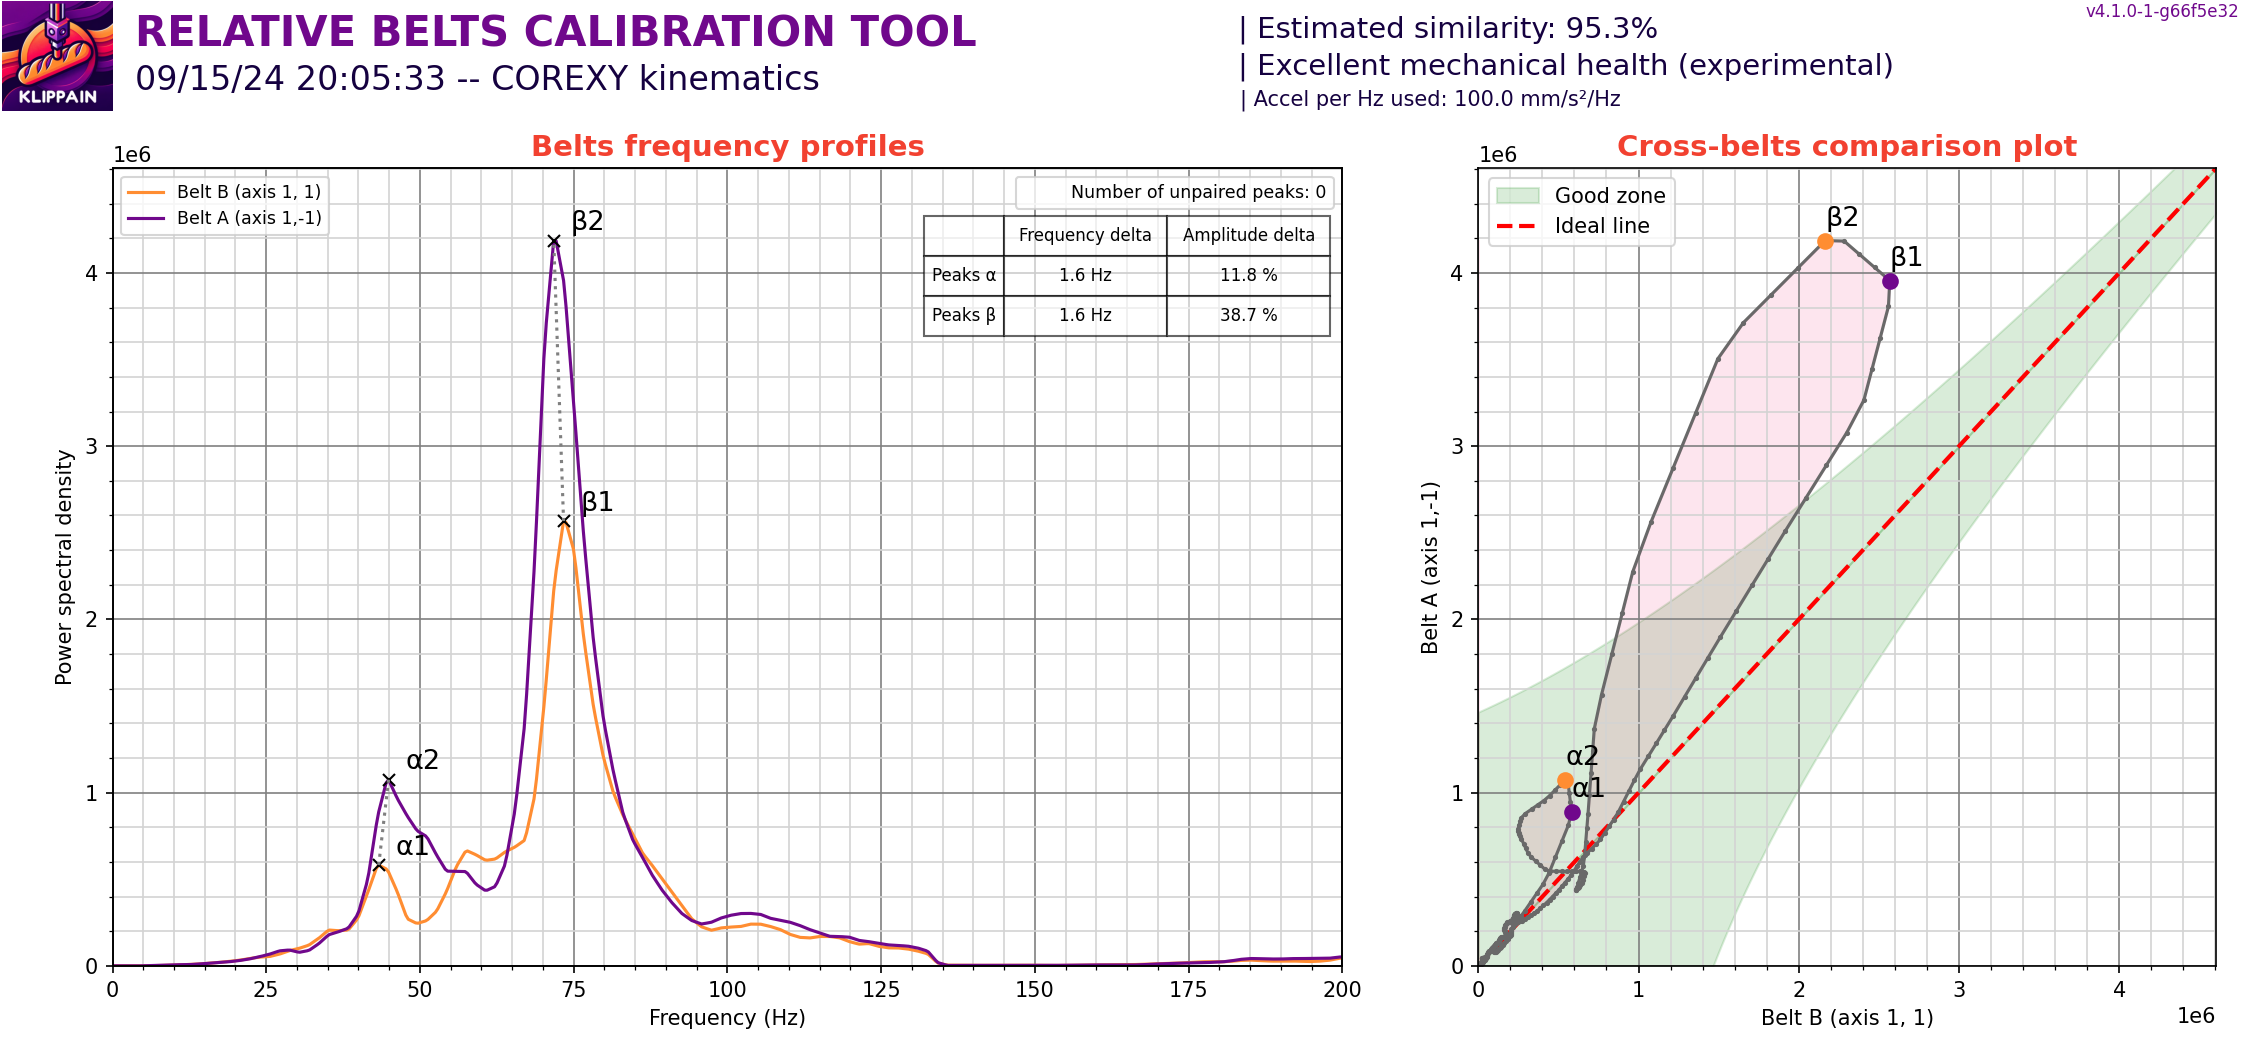 KLIPPAIN
RELATIVE BELTS CALIBRATION TOOL
09/15/24 20:05:33 -- COREXY kinematics
| Estimated similarity: 95.3%
| Excellent mechanical health (experimental)
| Accel per Hz used: 100.0 mm/s²/Hz
v4.1.0-1-g66f5e32
Belts frequency profiles
1e6
Belt B (axis 1, 1)
Belt A (axis 1,-1)
Number of unpaired peaks: 0
Frequency delta Amplitude delta
Peaks α 1.6 Hz 11.8 %
Peaks β 1.6 Hz 38.7 %
β2
β1
α2
α1
4
3
2
1
0
Power spectral density
0 25 50 75 100 125 150 175 200
Frequency (Hz)
Cross-belts comparison plot
1e6
Good zone
Ideal line
β2
β1
α2
α1
4
3
2
1
0
Belt A (axis 1,-1)
0 1 2 3 4
Belt B (axis 1, 1)
1e6